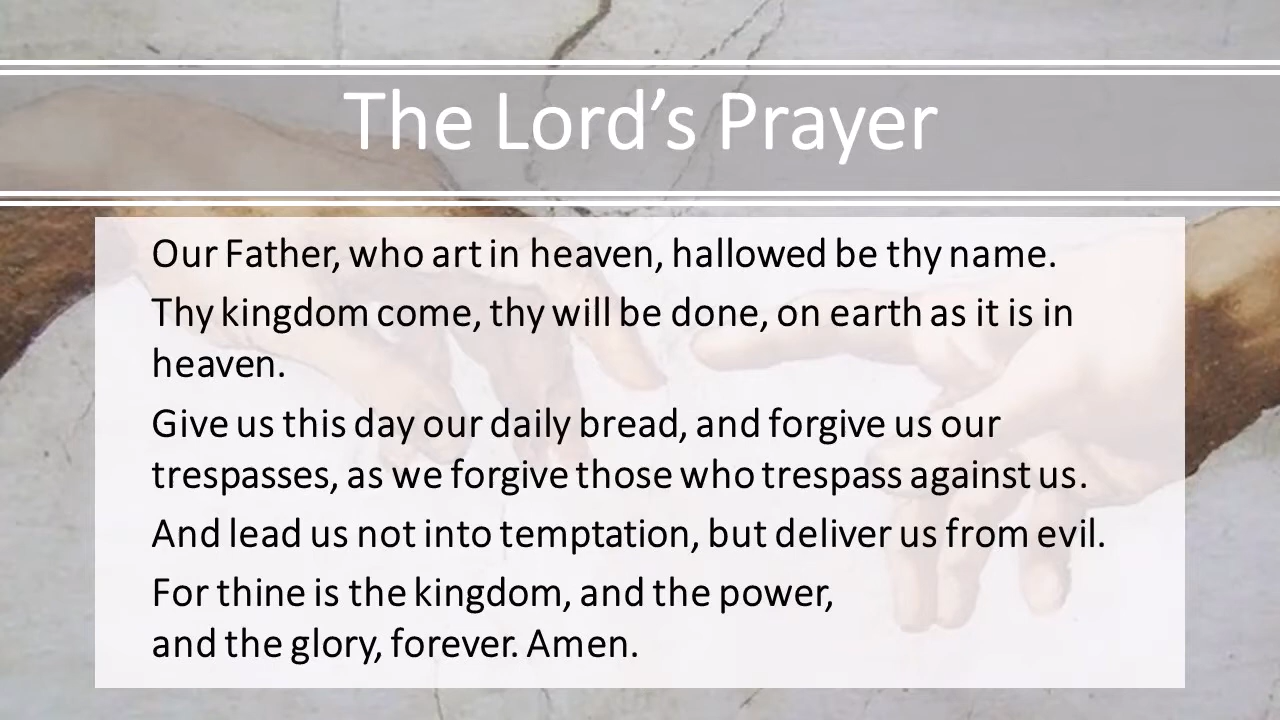 The Lord’s Prayer
Our Father, who art in heaven, hallowed be thy name.
Thy kingdom come, thy will be done, on earth as it is in
heaven.
Give us this day our daily bread, and forgive us our
trespasses, as we forgive those who trespass against us.
And lead us not into temptation, but deliver us from evil.
For thine is the kingdom, and the power,
and the glory, forever. Amen.